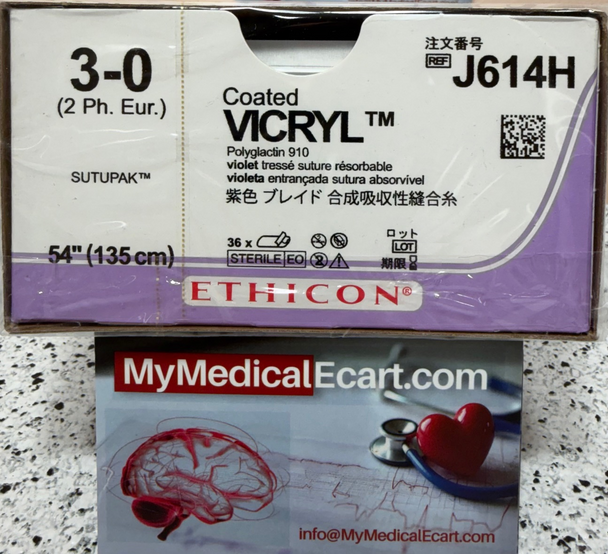 3-0
(2 Ph. Eur.)
SUTUPAK™
54" (135 cm)
注文番号
REF J614H
Coated
VICRYL™
Polyglactin 910
violet tressé suture résorbable
violeta entrançada sutura absorvível
紫色 ブレイド 合成吸収性縫合糸
36 x
STERILE EO
ロット
LOT
期限
ETHICON®
MyMedicalEcart.com
info@MyMedicalEcart.com